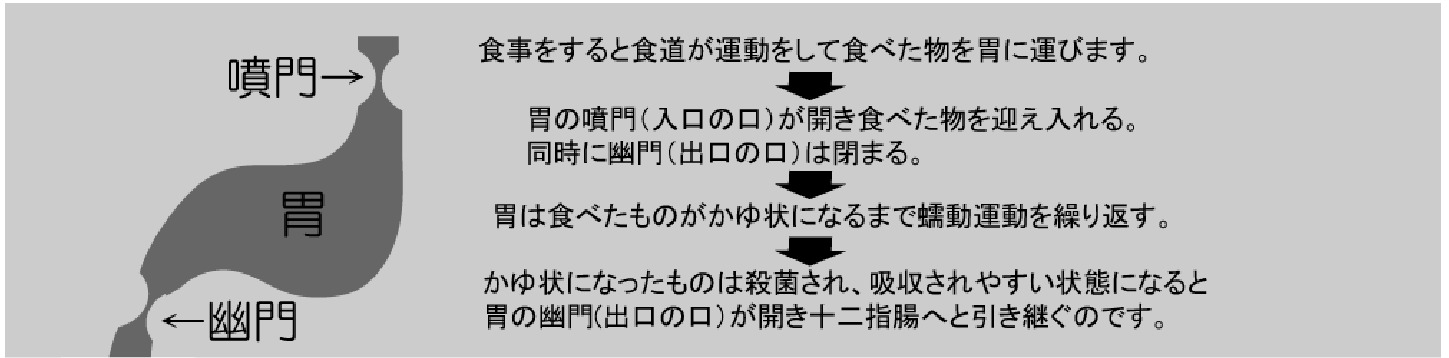 噴門→
胃
←幽門
食事をすると食道が運動をして食べた物を胃に運びます。
胃の噴門(入口の口)が開き食べた物を迎え入れる。
同時に幽門(出口の口)は閉まる。
胃は食べたものがかゆ状になるまで蠕動運動を繰り返す。
かゆ状になったものは殺菌され、吸収されやすい状態になると
胃の幽門(出口の口)が開き十二指腸へと引き継ぐのです。